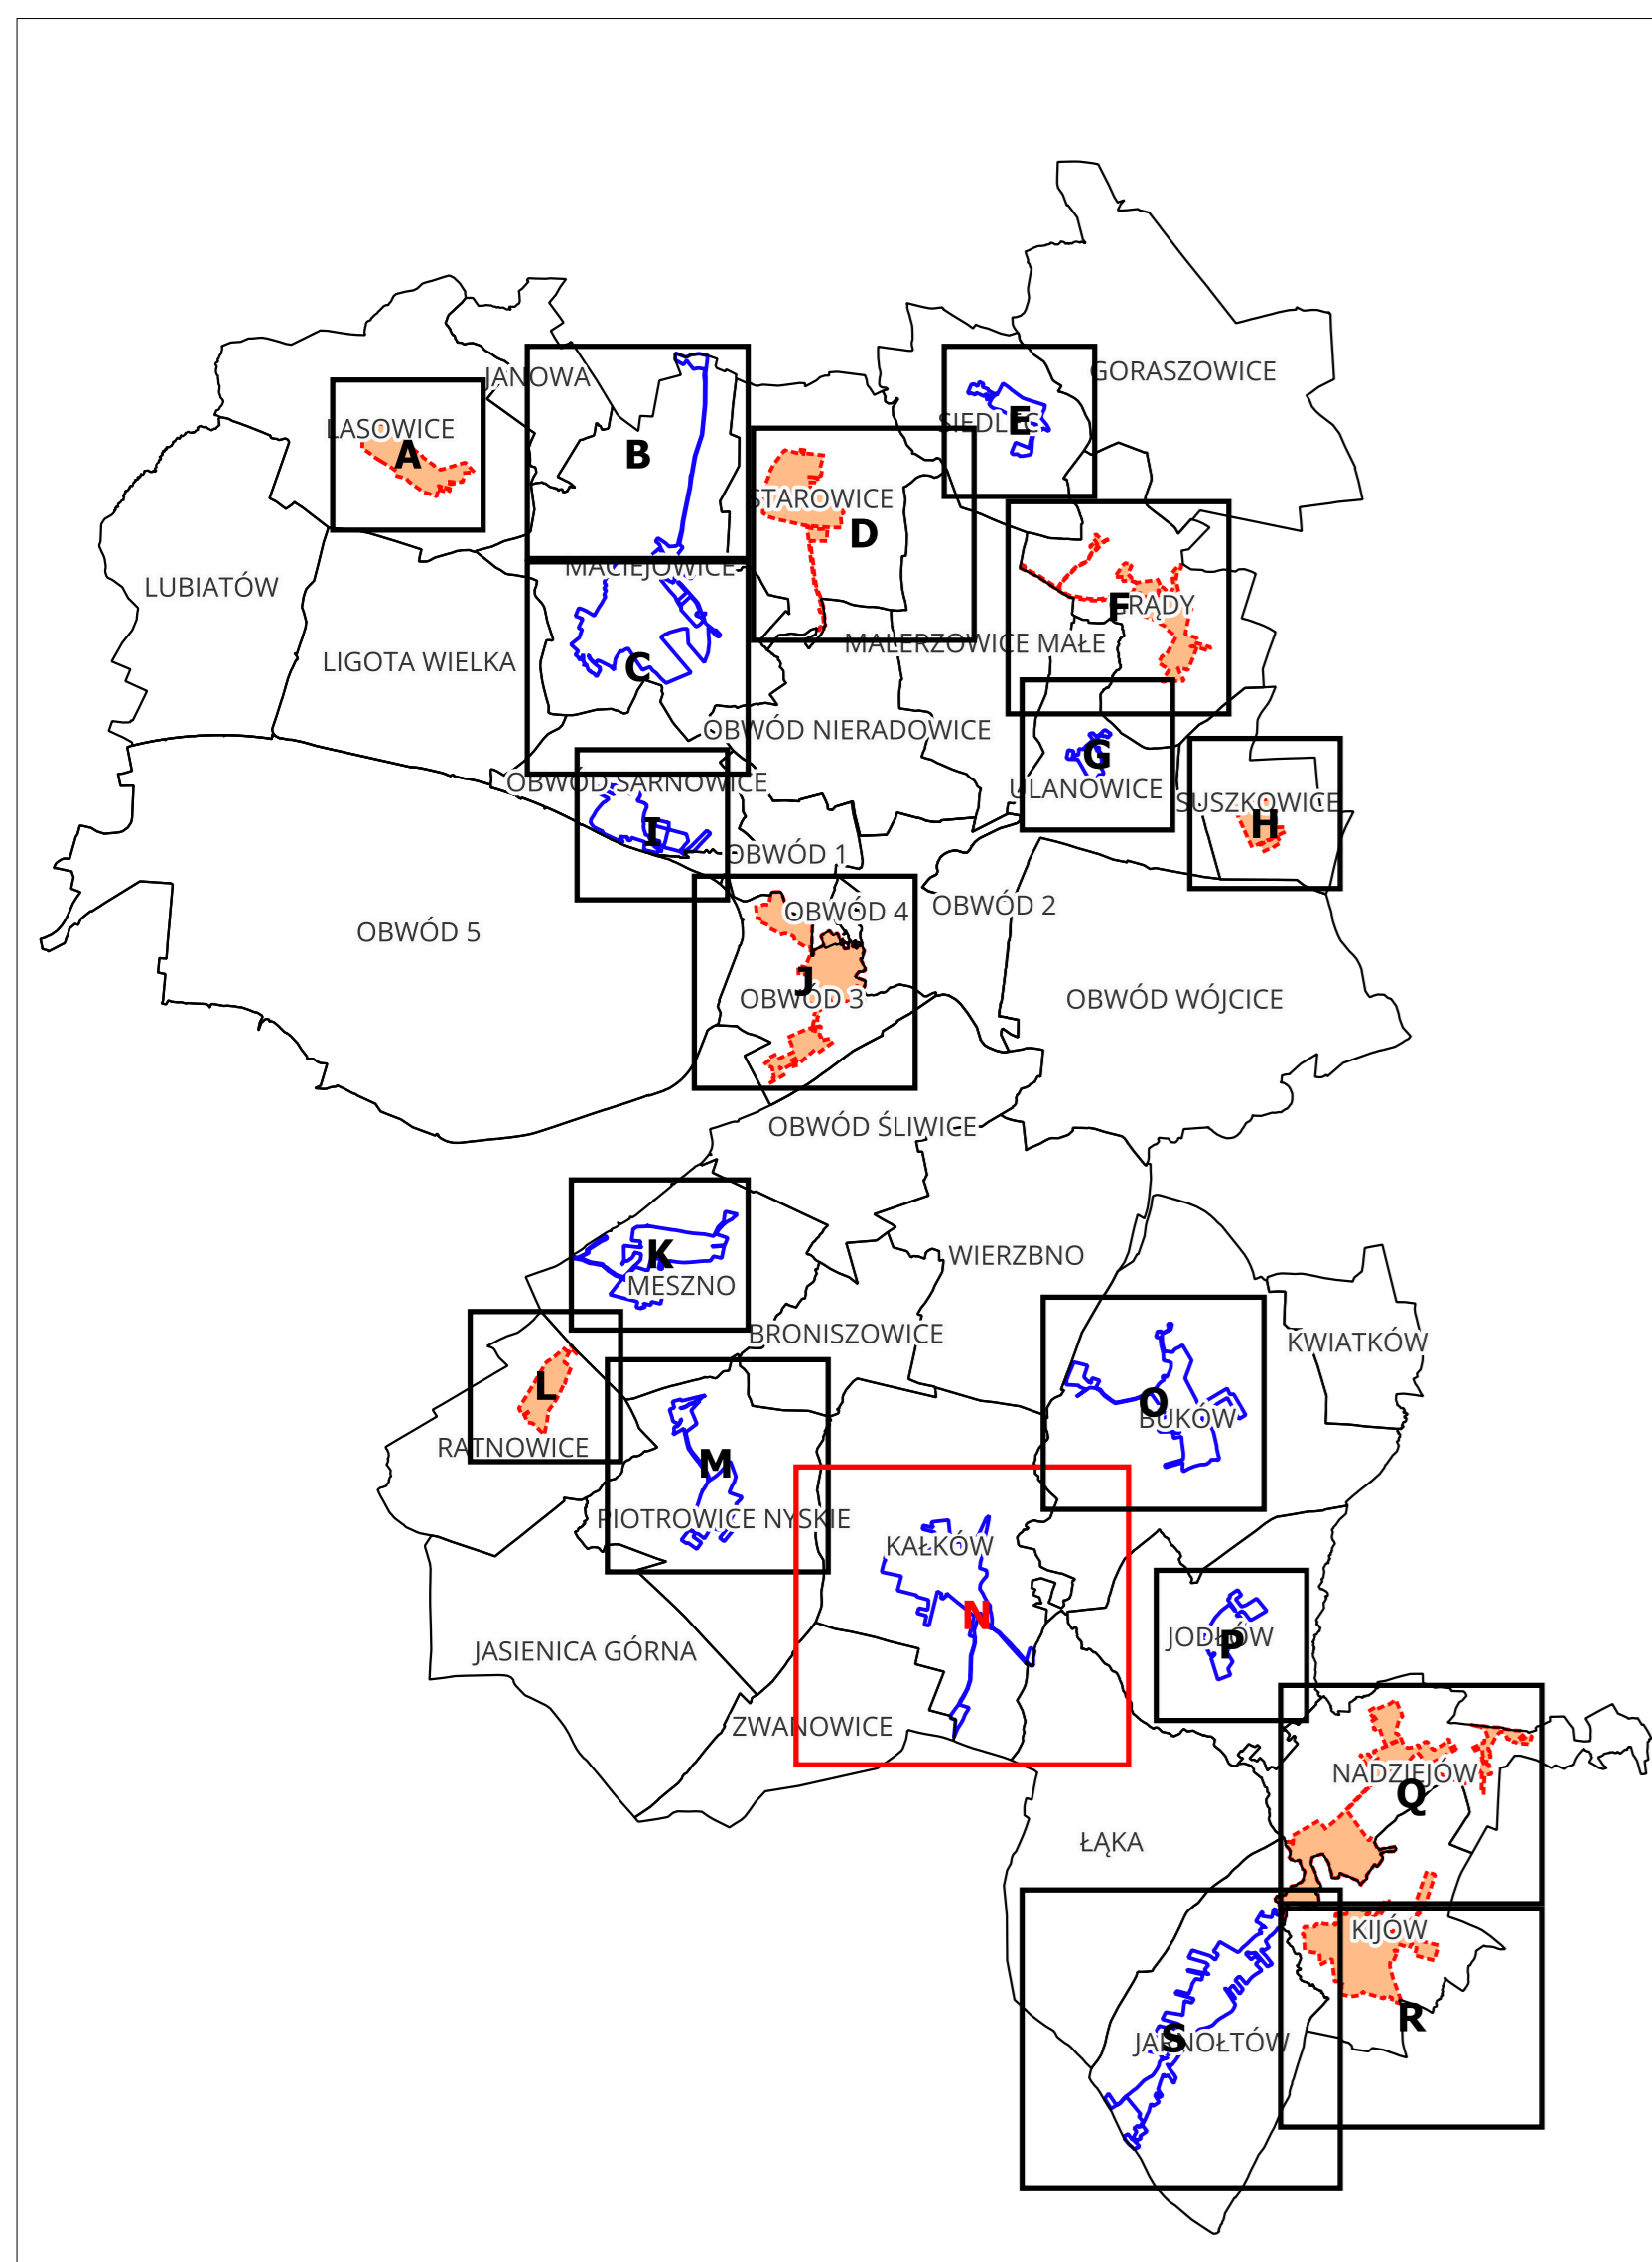 GORASZOWICE
JANOWA
SIEDLEC
E
LASOWICE
A
B
STAROWICE
D
MACIEJOWICE
LUBIATÓW
F
GRĄDY
MALERZOWICE MAŁE
LIGOTA WIELKA
C
OBWÓD NIERADOWICE
G
OBWÓD SARNOWICE
ULANOWICE
SUSZKOWICE
H
I
OBWÓD 1
OBWÓD 2
OBWÓD 4
OBWÓD 5
J
OBWÓD 3
OBWÓD WÓJCICE
OBWÓD ŚLIWICE
K
WIERZBNO
MESZNO
BRONISZOWICE
KWIATKÓW
L
O
BUKÓW
RATNOWICE
M
PIOTROWICE NYSKIE
KAŁKÓW
N
JODŁÓW
P
JASIENICA GÓRNA
ZWANOWICE
NADZIEJÓW
Q
ŁĄKA
KIJÓW
R
S
JARNOŁTÓW